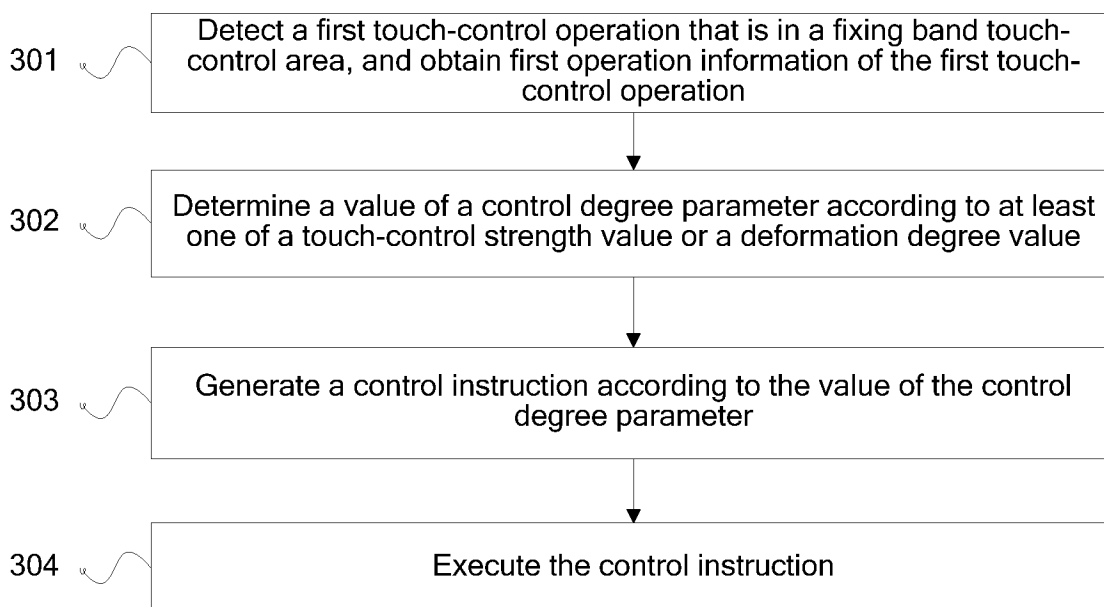 301
Detect a first touch-control operation that is in a fixing band touch-
control area, and obtain first operation information of the first touch-
control operation
302
Determine a value of a control degree parameter according to at least
one of a touch-control strength value or a deformation degree value
303
Generate a control instruction according to the value of the control
degree parameter
304
Execute the control instruction